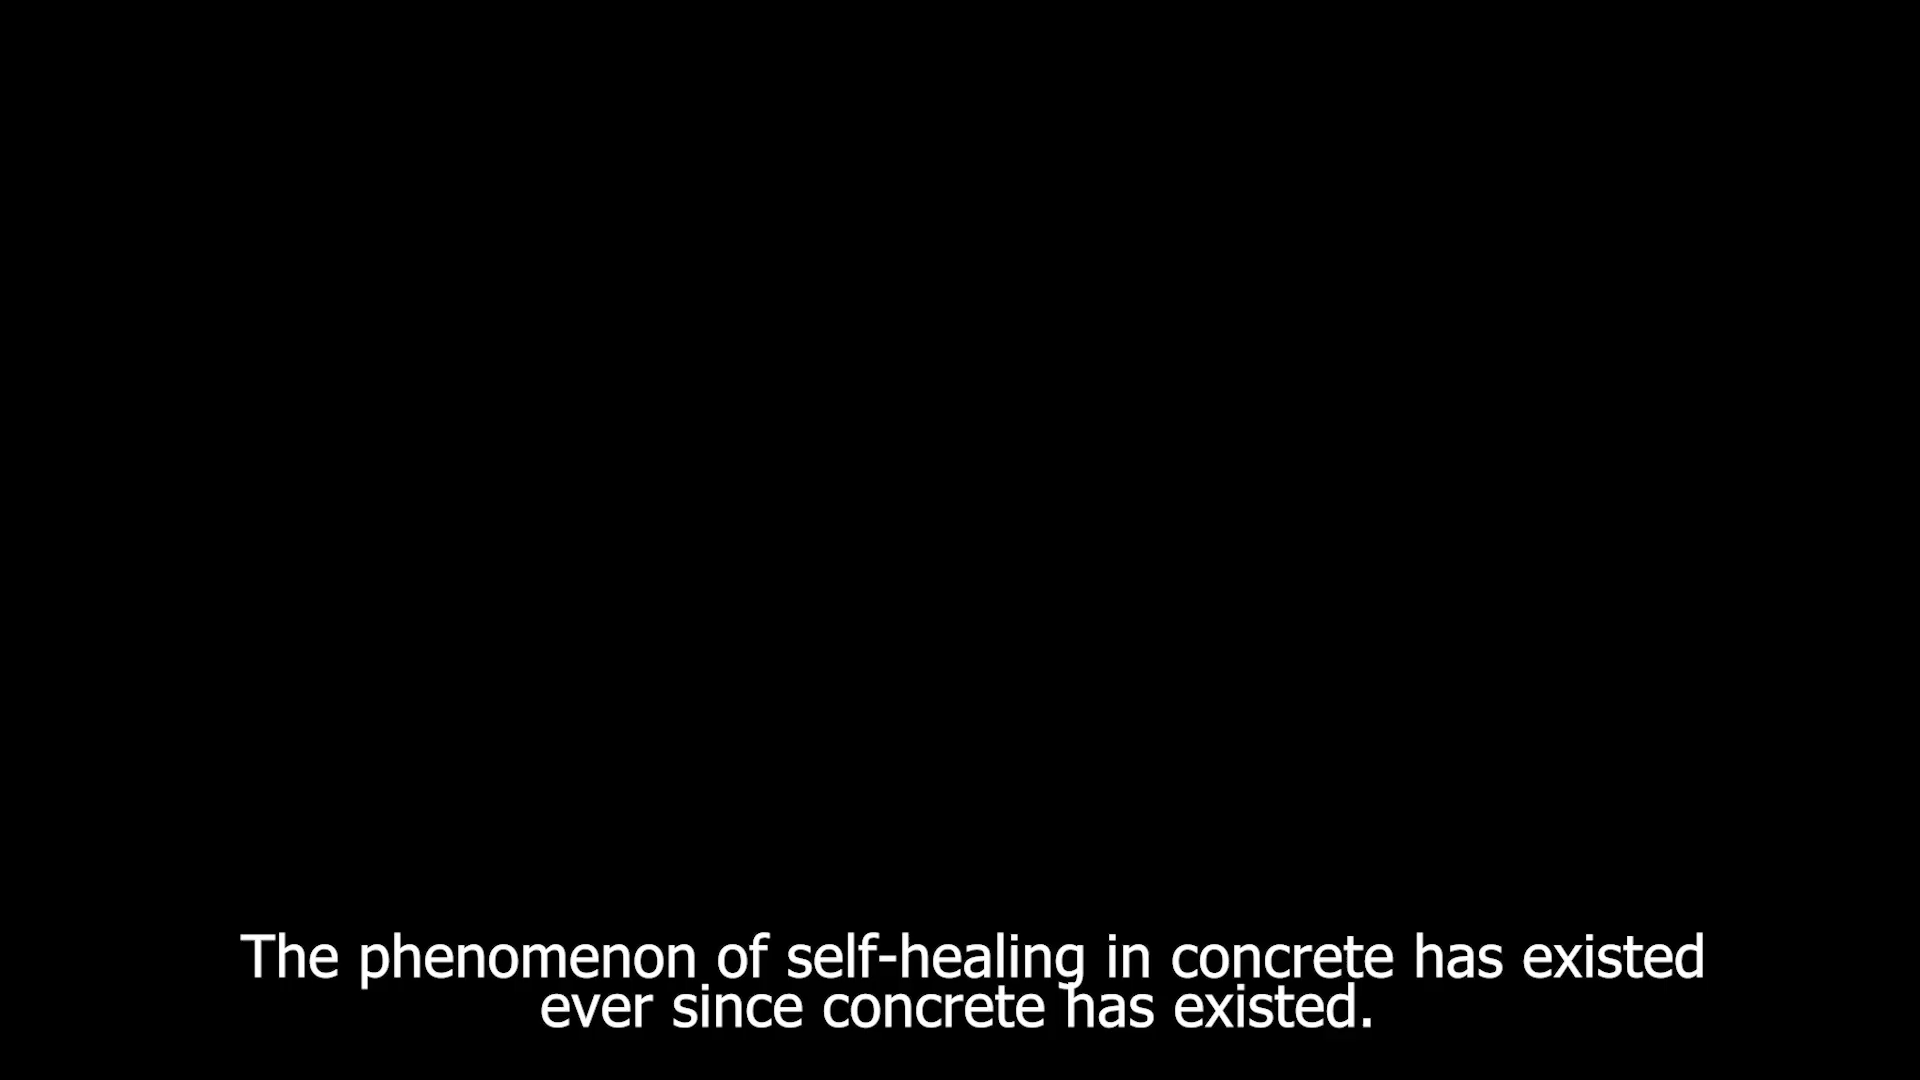 The phenomenon of self-healing in concrete has existed
ever since concrete has existed.